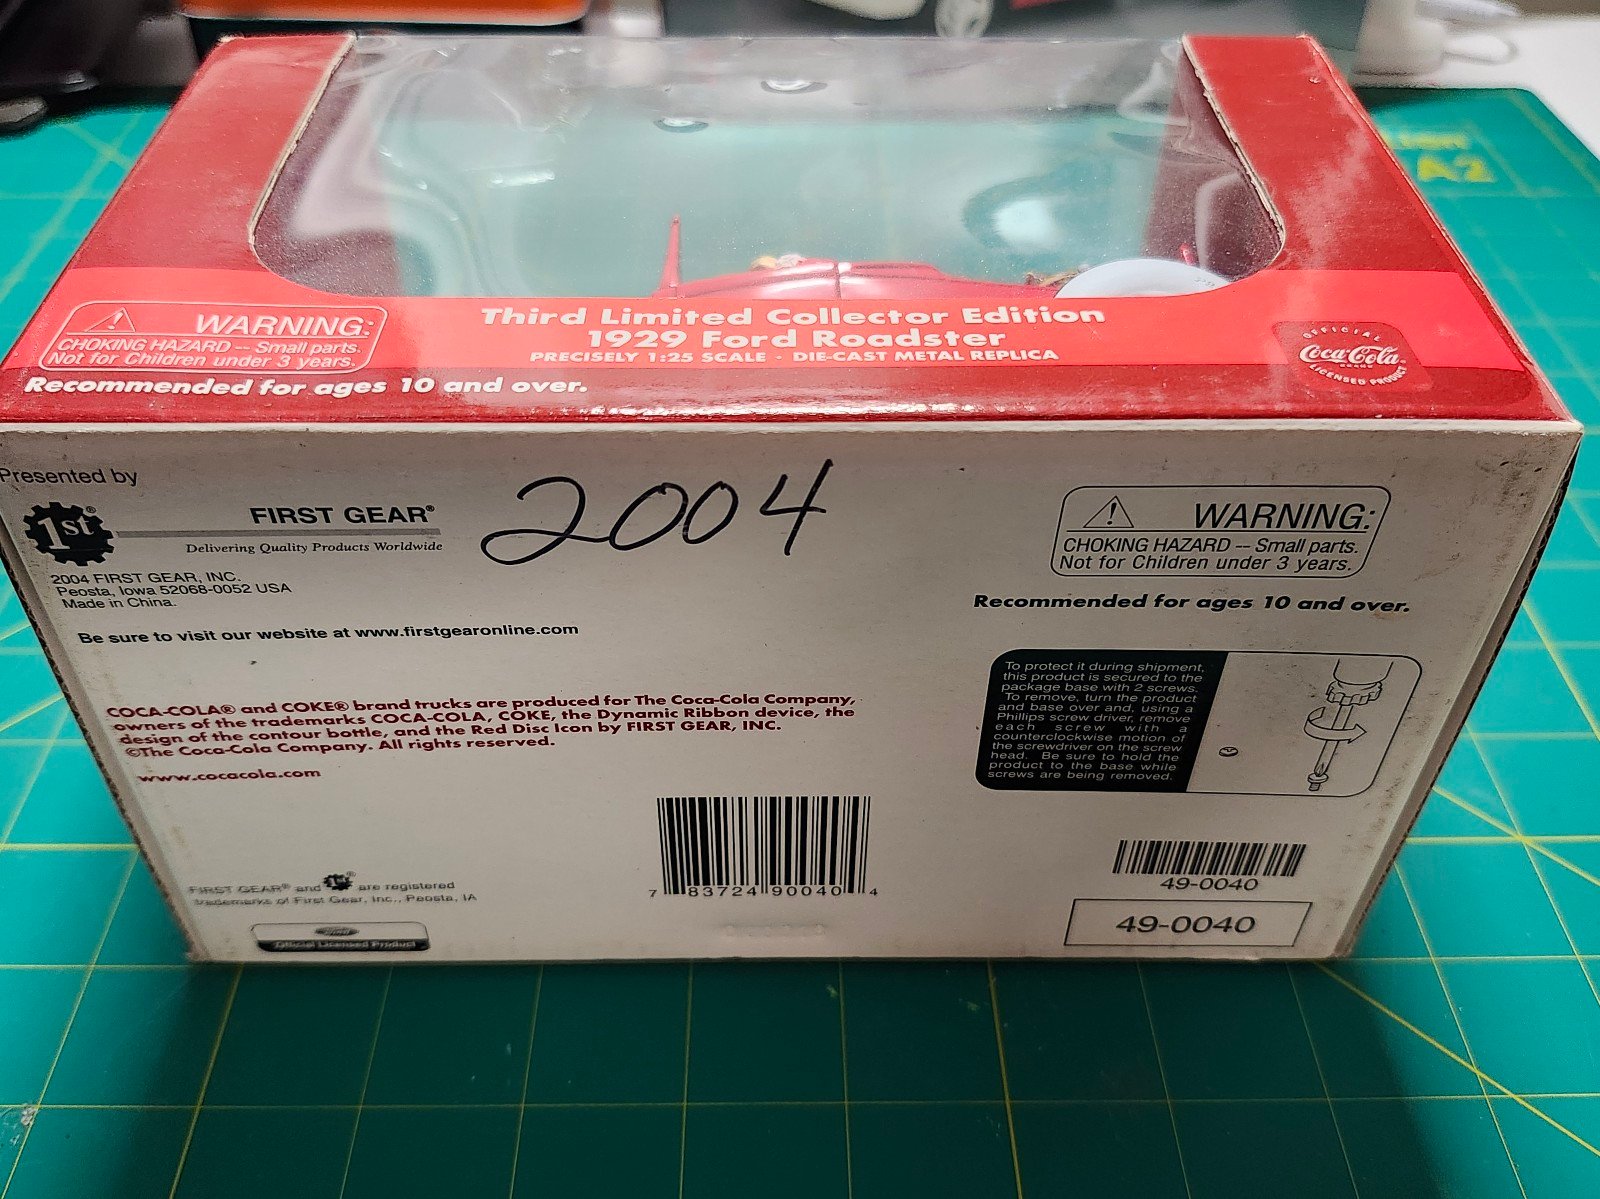 A2
WARNING:
CHOKING HAZARD -- Small parts.
Not for Children under 3 years.
Recommended for ages 10 and over.
Third Limited Collector Edition
1929 Ford Roadster
PRECISELY 1:25 SCALE · DIE-CAST METAL REPLICA
OFFICIAL
Coca-Cola
BRAND
LICENSED PRODUCT
Presented by
1st®
FIRST GEAR®
Delivering Quality Products Worldwide
2004 FIRST GEAR, INC.
Peosta, Iowa 52068-0052 USA
Made in China.
Be sure to visit our website at www.firstgearonline.com
2004
WARNING:
CHOKING HAZARD -- Small parts.
Not for Children under 3 years.
Recommended for ages 10 and over.
To protect it during shipment,
this product is secured to the
package base with 2 screws.
To remove, turn the product
and base over and, using a
Phillips screw driver, remove
each screw with a
counterclockwise motion of
the screwdriver on the screw
head. Be sure to hold the
product to the base while
screws are being removed.
COCA-COLA® and COKE® brand trucks are produced for The Coca-Cola Company,
owners of the trademarks COCA-COLA, COKE, the Dynamic Ribbon device, the
design of the contour bottle, and the Red Disc Icon by FIRST GEAR, INC.
©The Coca-Cola Company. All rights reserved.
www.cocacola.com
FIRST GEAR® and 1st® are registered
trademarks of First Gear, Inc., Peosta, IA
Official Licensed Product
7 83724 90040 4
49-0040
49-0040